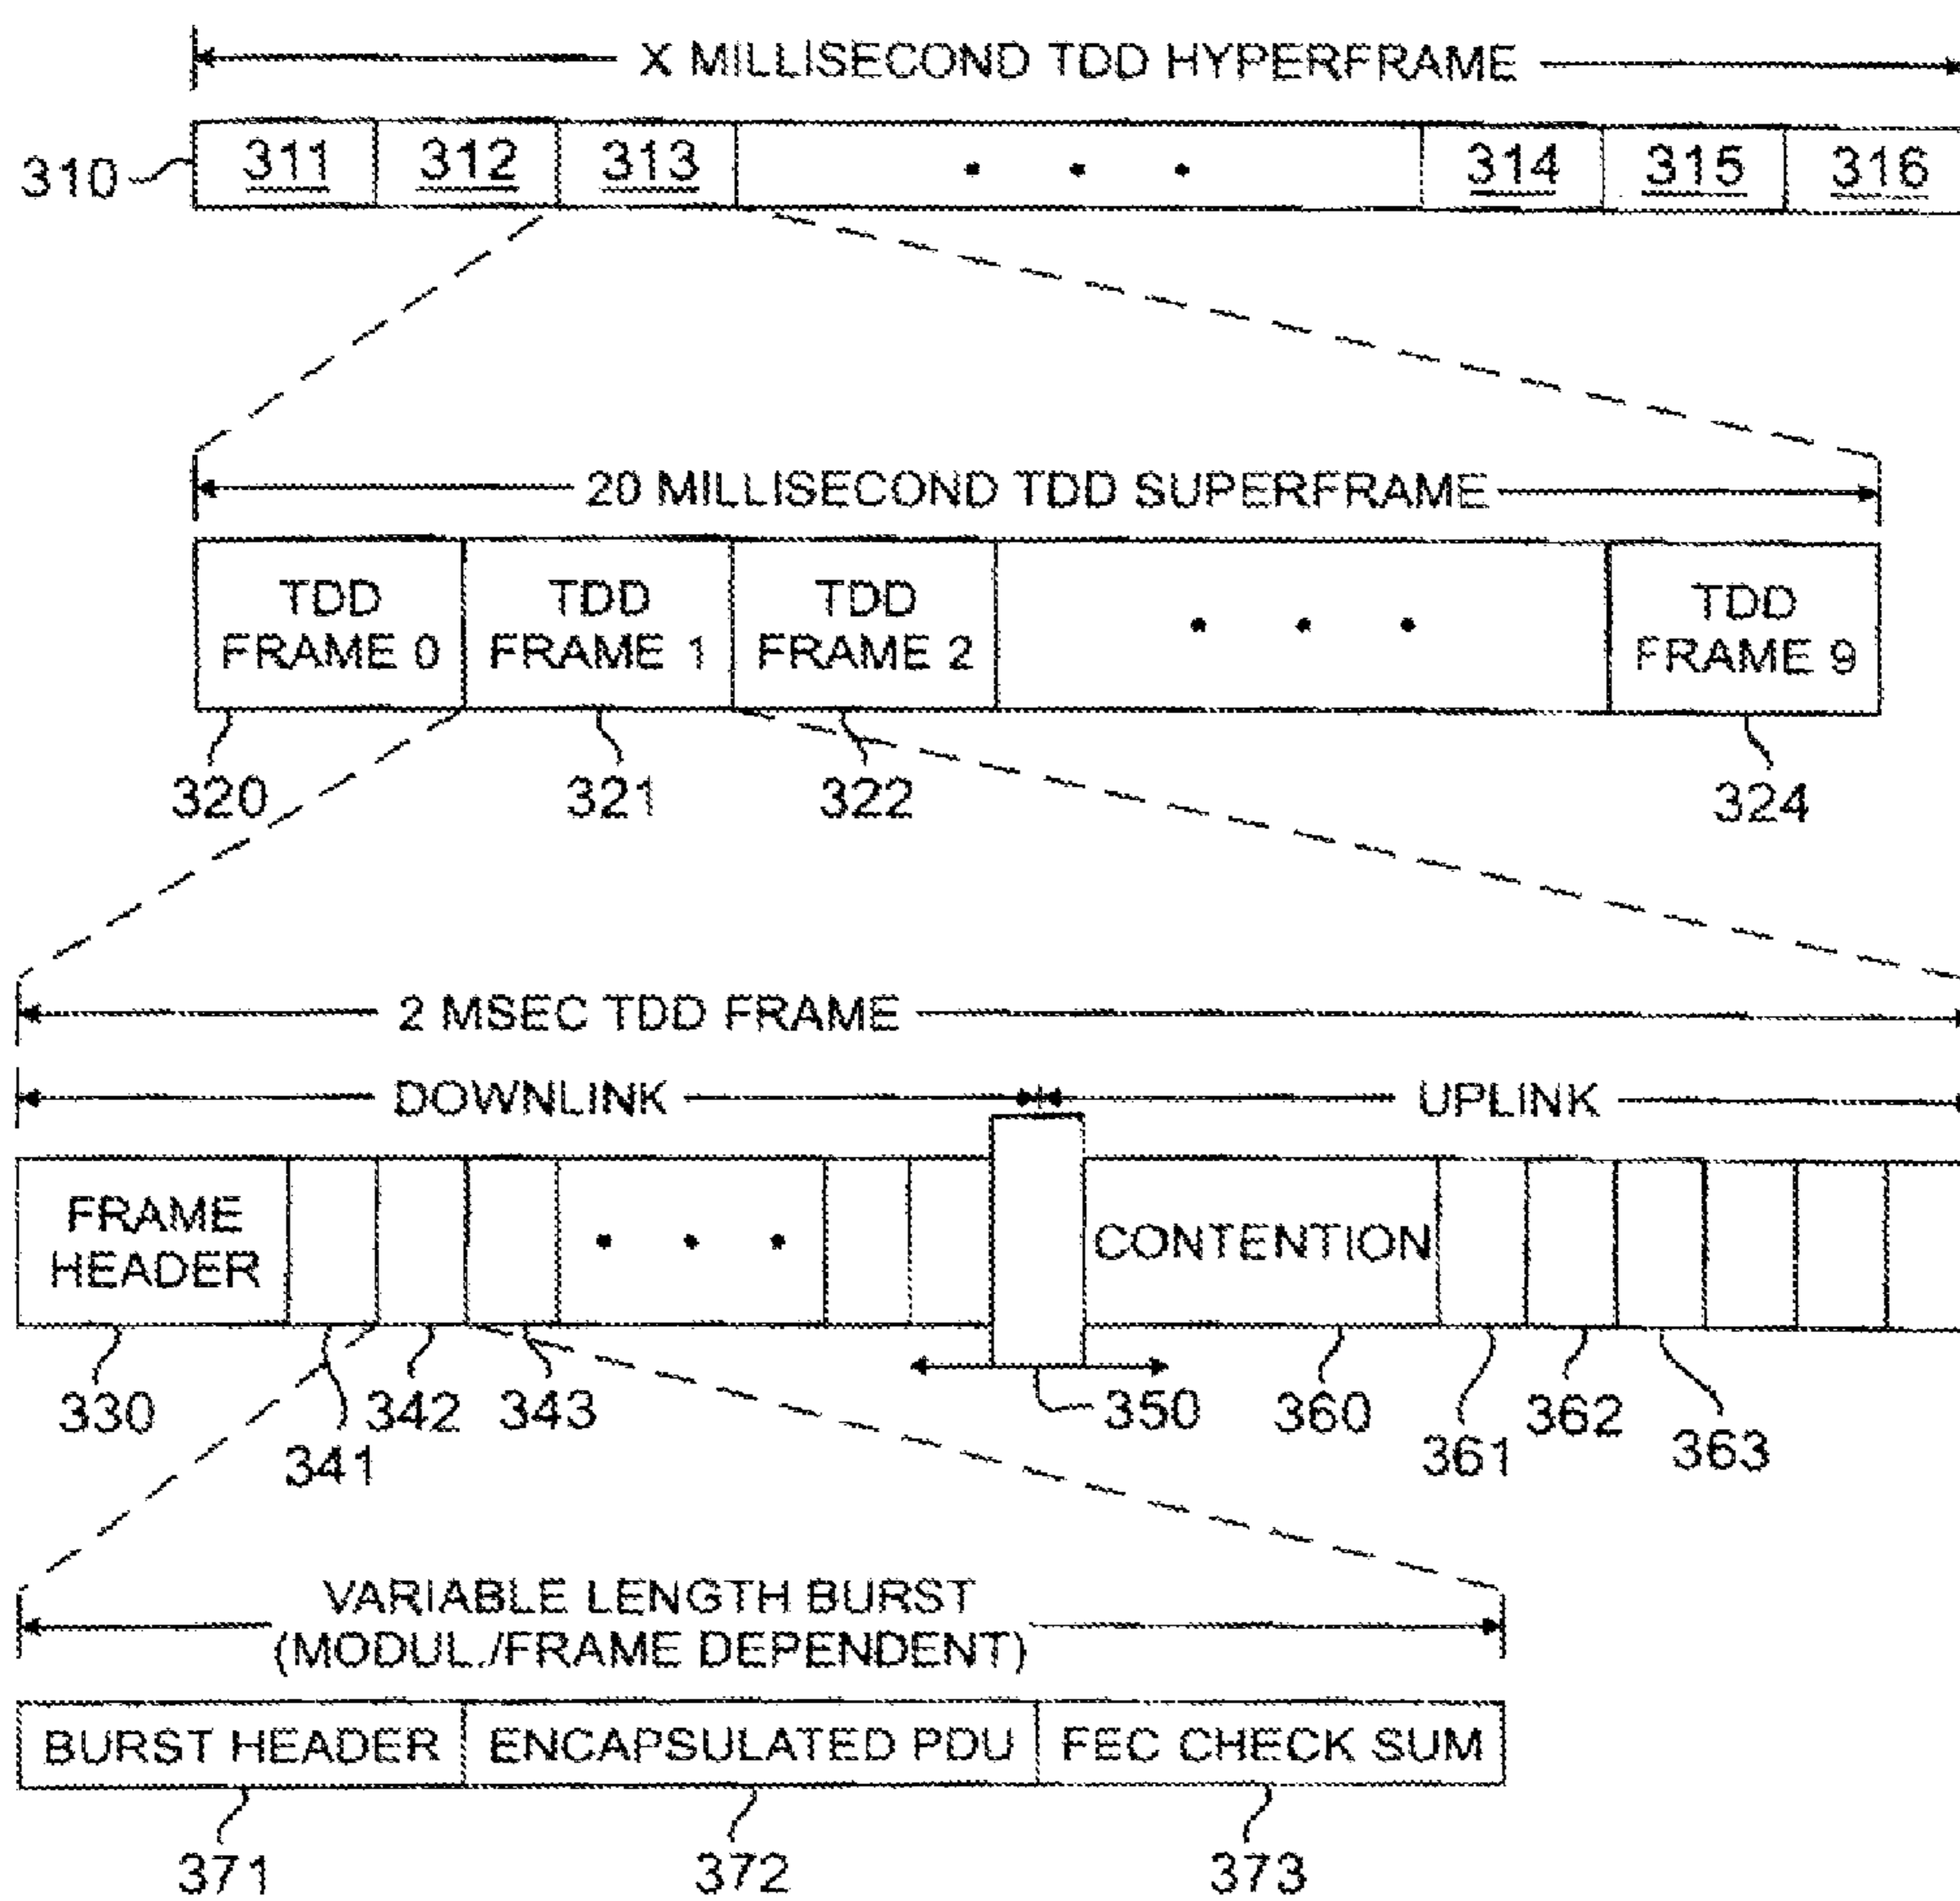 X MILLISECOND TDD HYPERFRAME
310 311 312 313 . . . 314 315 316
20 MILLISECOND TDD SUPERFRAME
TDD FRAME 0
TDD FRAME 1
TDD FRAME 2
. . .
TDD FRAME 9
320 321 322 324
2 MSEC TDD FRAME
DOWNLINK UPLINK
FRAME HEADER
. . .
CONTENTION
330 341 342 343 350 360 361 362 363
VARIABLE LENGTH BURST
(MODUL./FRAME DEPENDENT)
BURST HEADER ENCAPSULATED PDU FEC CHECK SUM
371 372 373